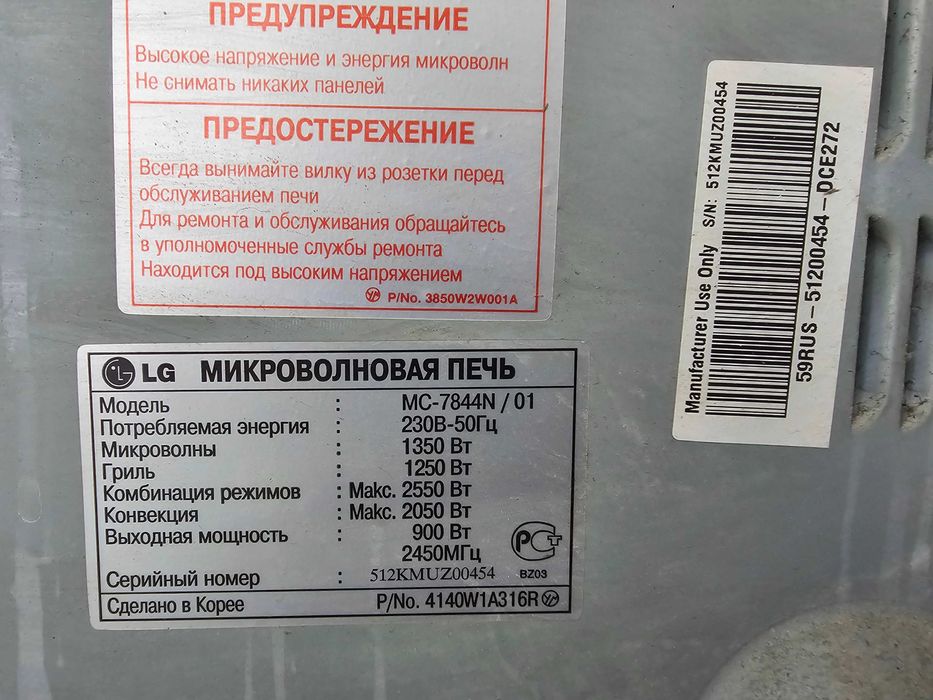 ПРЕДУПРЕЖДЕНИЕ
Высокое напряжение и энергия микроволн
Не снимать никаких панелей
ПРЕДОСТЕРЕЖЕНИЕ
Всегда вынимайте вилку из розетки перед
обслуживанием печи
Для ремонта и обслуживания обращайтесь
в уполномоченные службы ремонта
Находится под высоким напряжением
P/No. 3850W2W001A
Manufacturer Use Only S/N: 512KMUZ00454
59RUS-51200454-DCE272
LG МИКРОВОЛНОВАЯ ПЕЧЬ
Модель : MC-7844N / 01
Потребляемая энергия : 230В-50Гц
Микроволны : 1350 Вт
Гриль : 1250 Вт
Комбинация режимов : Макс. 2550 Вт
Конвекция : Макс. 2050 Вт
Выходная мощность : 900 Вт
2450МГц
Серийный номер : 512KMUZ00454
BZ03
Сделано в Корее P/No. 4140W1A316R